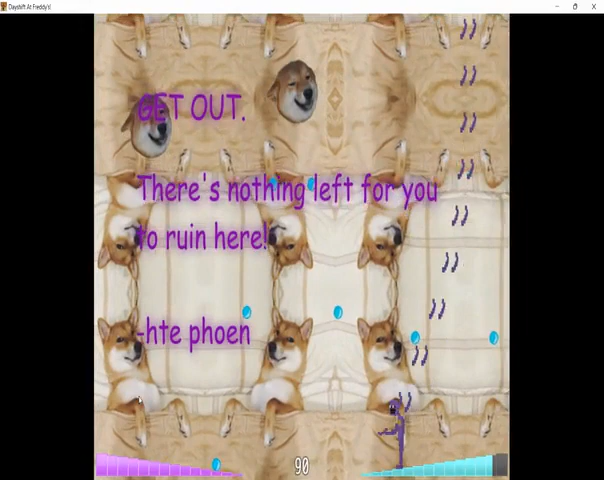 Dayshift At Freddy's!
GET OUT.
There's nothing left for you
to ruin here!
-hte phoen
90